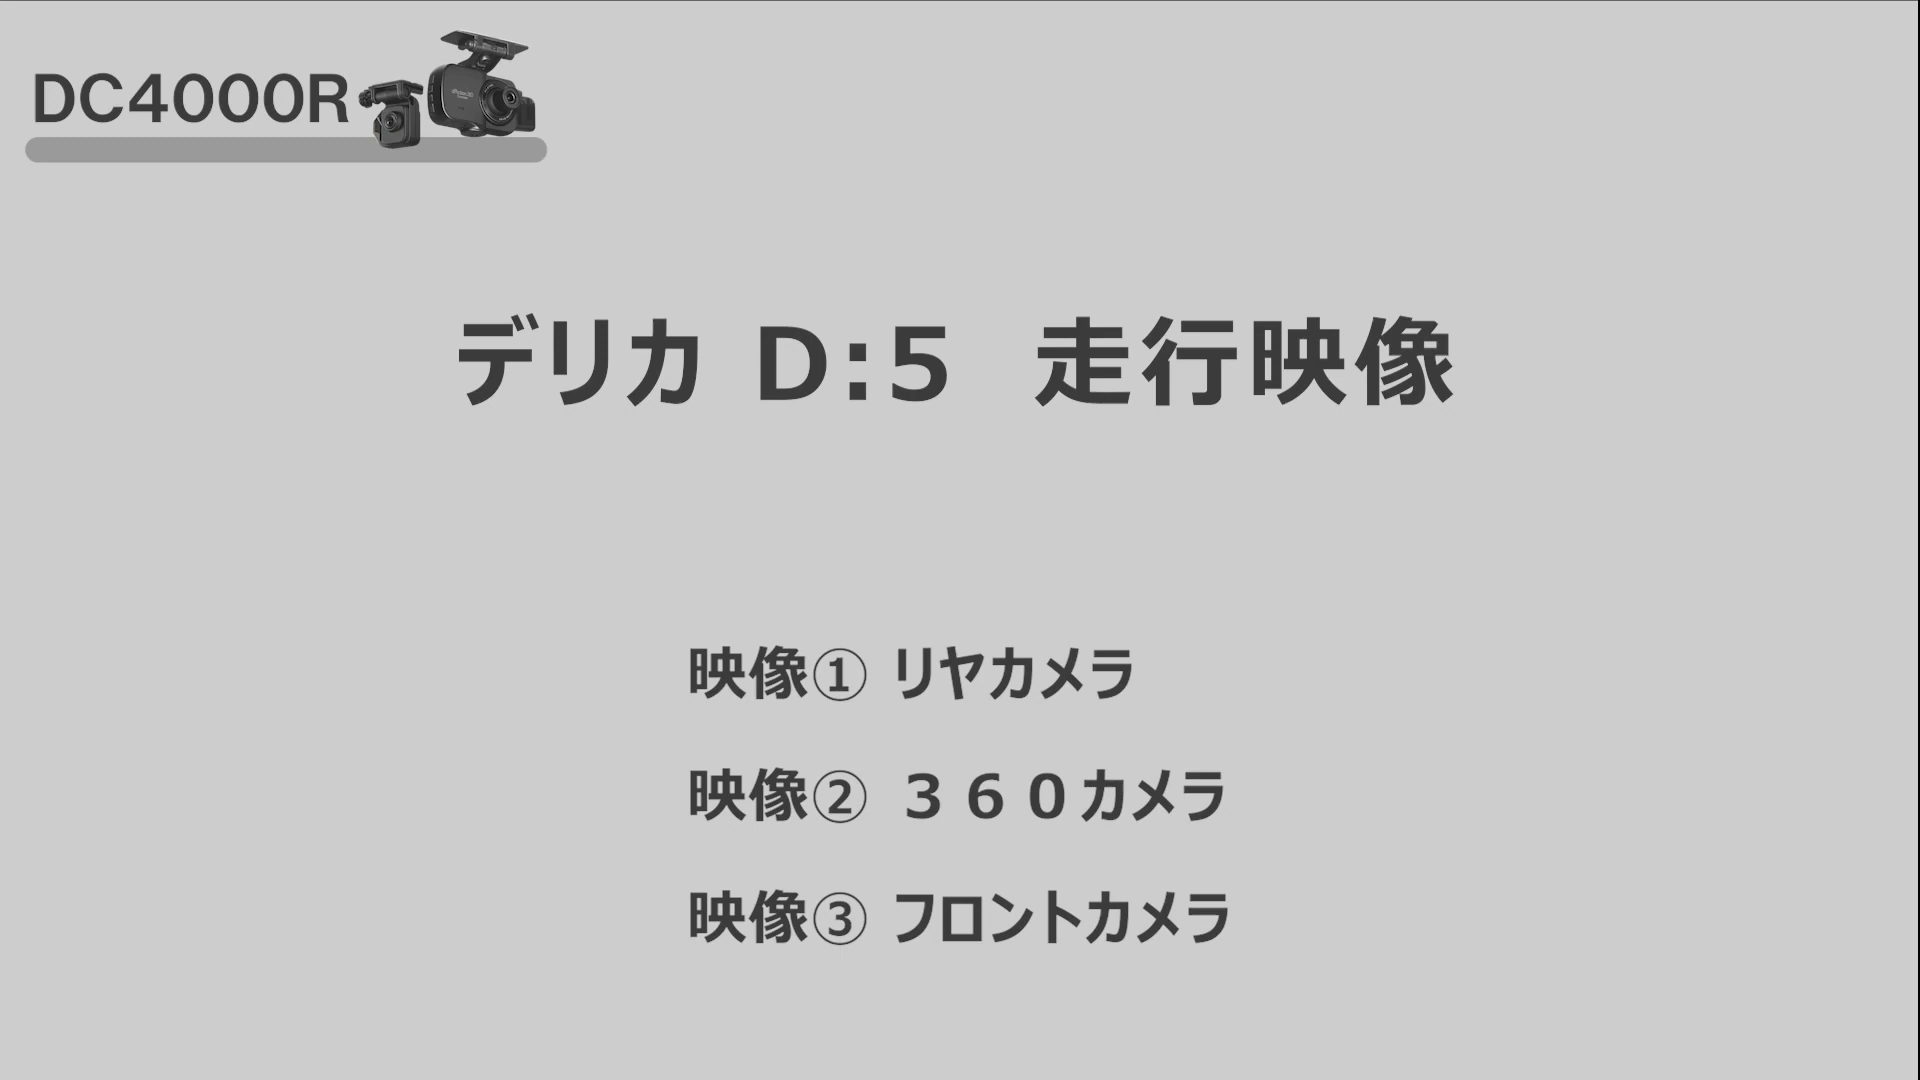 DC4000R
デリカ D:5 走行映像
映像① リヤカメラ
映像② ３６０カメラ
映像③ フロントカメラ